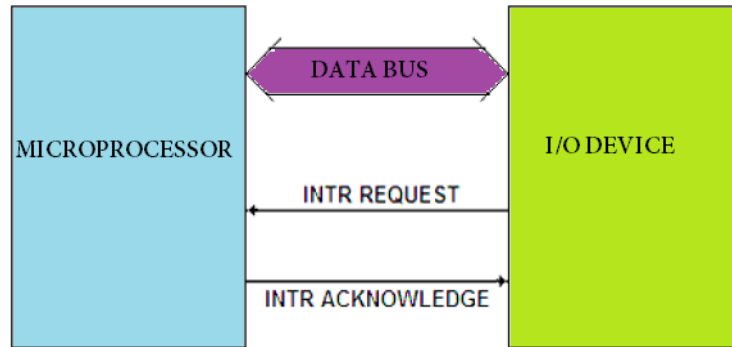 DATA BUS
MICROPROCESSOR
I/O DEVICE
INTR REQUEST
INTR ACKNOWLEDGE